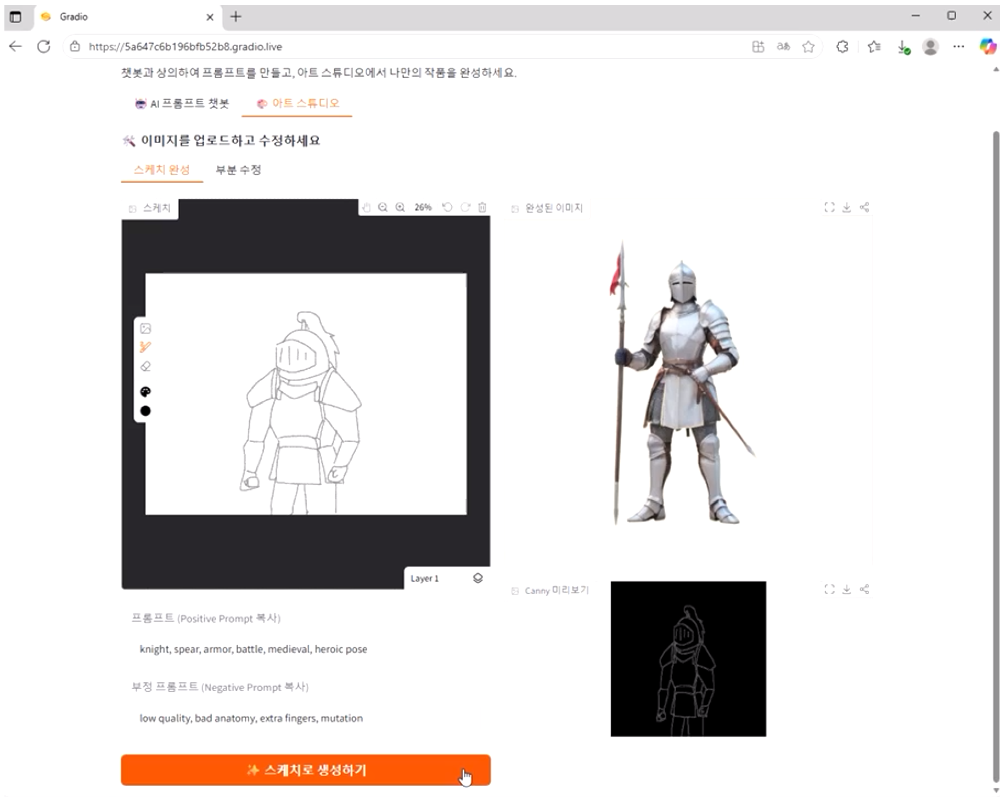 Gradio
https://5a647c6b196bfb52b8.gradio.live
챗봇과 상의하여 프롬프트를 만들고, 아트 스튜디오에서 나만의 작품을 완성하세요.
AI 프롬프트 챗봇
아트 스튜디오
이미지를 업로드하고 수정하세요
스케치 완성
부분 수정
스케치
26%
완성된 이미지
Layer 1
Canny 미리보기
프롬프트 (Positive Prompt 복사)
knight, spear, armor, battle, medieval, heroic pose
부정 프롬프트 (Negative Prompt 복사)
low quality, bad anatomy, extra fingers, mutation
스케치로 생성하기